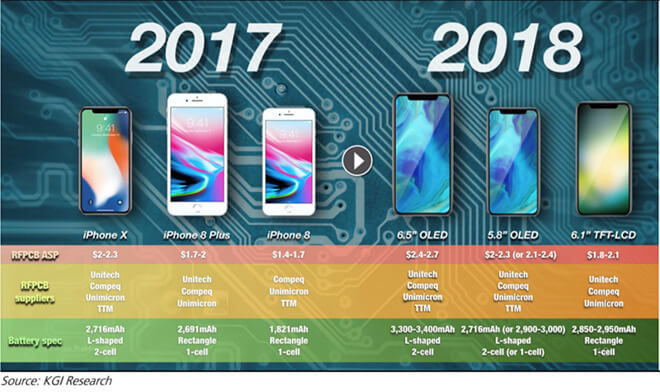 2017 2018
9:41 9:41 9:41
iPhone X iPhone 8 Plus iPhone 8 6.5" OLED 5.8" OLED 6.1" TFT-LCD
RFPCB ASP $2-2.3 $1.7-2 $1.4-1.7 $2.4-2.7 $2-2.3 (or 2.1-2.4) $1.8-2.1
RFPCB suppliers
Unitech
Compeq
Unimicron
TTM
Unitech
Compeq
Unimicron
Compeq
Unimicron
TTM
Unitech
Compeq
Unimicron
TTM
Unitech
Compeq
Unimicron
TTM
Unitech
Compeq
Unimicron
Battery spec
2,716mAh
L-shaped
2-cell
2,691mAh
Rectangle
1-cell
1,821mAh
Rectangle
1-cell
3,300-3,400mAh
L-shaped
2-cell
2,716mAh (or 2,900-3,000)
L-shaped
2-cell (or 1-cell)
2,850-2,950mAh
Rectangle
1-cell
Source: KGI Research